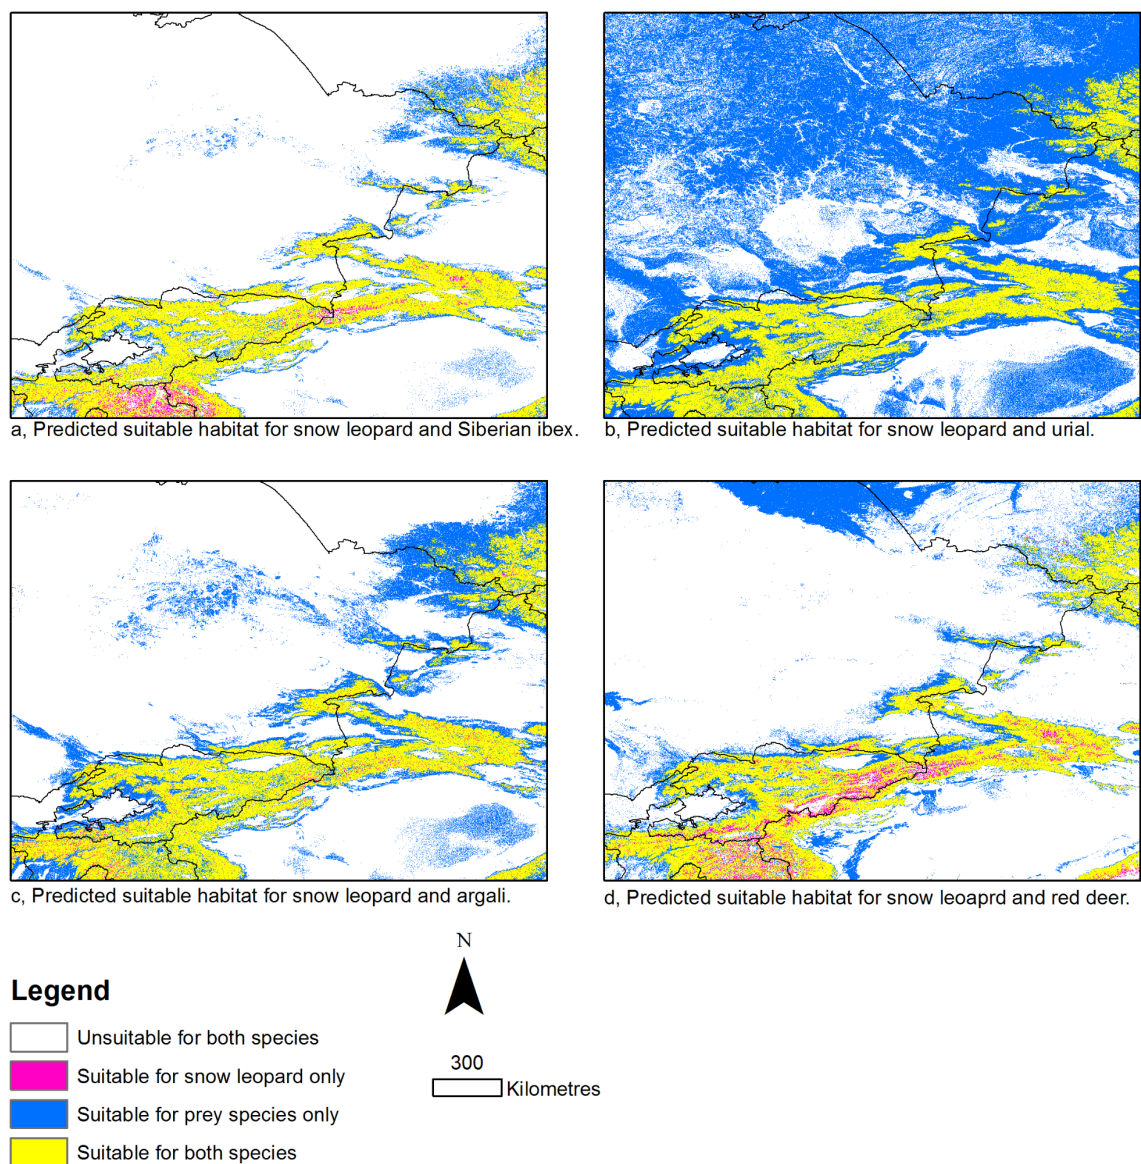 a, Predicted suitable habitat for snow leopard and Siberian ibex.
b, Predicted suitable habitat for snow leopard and urial.
c, Predicted suitable habitat for snow leopard and argali.
d, Predicted suitable habitat for snow leoaprd and red deer.
N
Legend
Unsuitable for both species
300
Suitable for snow leopard only
Kilometres
Suitable for prey species only
Suitable for both species